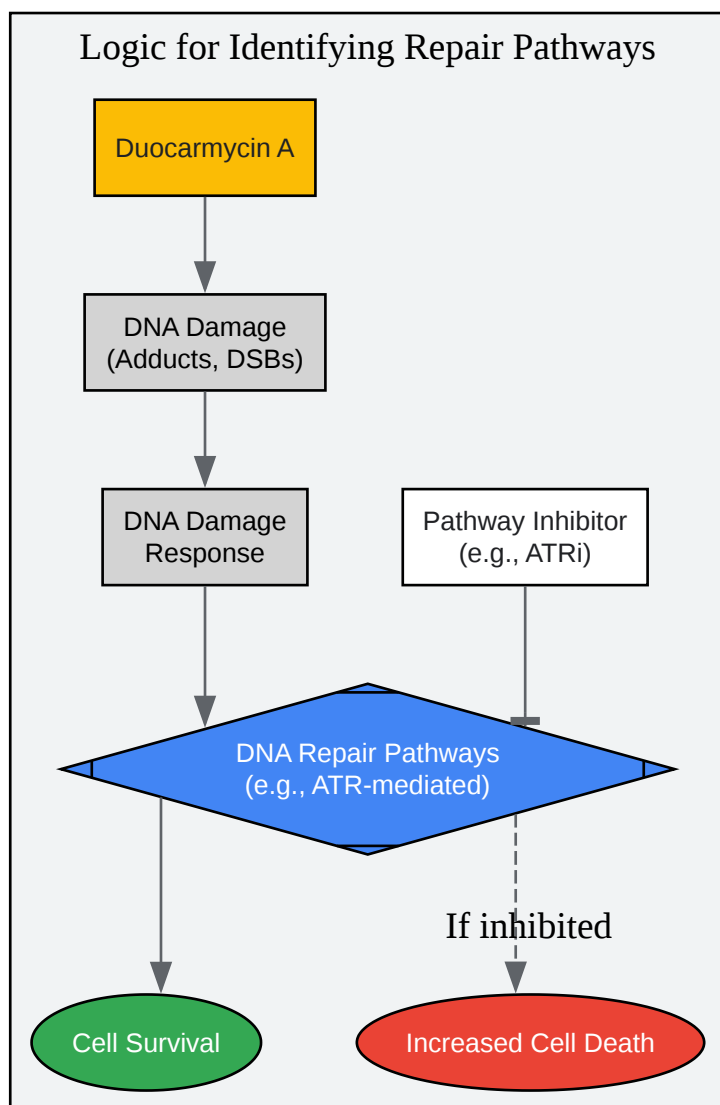 Logic for Identifying Repair Pathways
Duocarmycin A
DNA Damage
(Adducts, DSBs)
DNA Damage
Response
Pathway Inhibitor
(e.g., ATRi)
DNA Repair Pathways
(e.g., ATR-mediated)
If inhibited
Cell Survival
Increased Cell Death